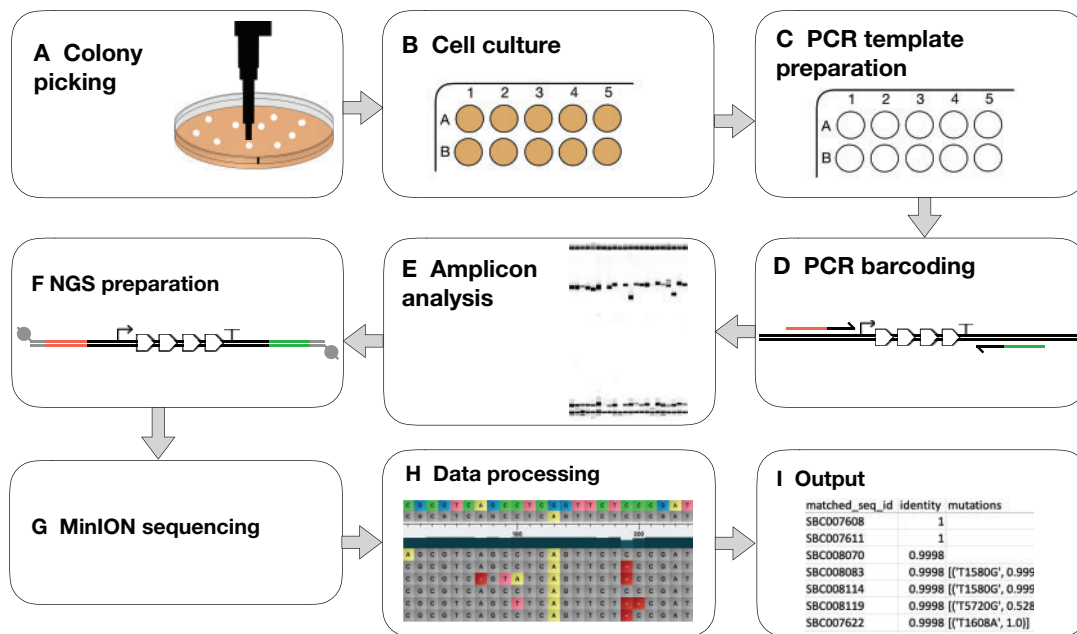 A Colony
picking
B Cell culture
1 2 3 4 5
A
B
C PCR template
preparation
1 2 3 4 5
A
B
D PCR barcoding
E Amplicon
analysis
F NGS preparation
G MinION sequencing
H Data processing
C G C G T C A G C C T C G G T T C T C C C G A T
C G C G T C A G C C T C A G T T C T C C C G A T
190 200
I Output
matched_seq_id identity mutations
SBC007608 1
SBC007611 1
SBC008070 0.9998
SBC008083 0.9998 [('T1580G', 0.999
SBC008114 0.9998 [('T1580G', 0.999
SBC008119 0.9998 [('T5720G', 0.528
SBC007622 0.9998 [('T1608A', 1.0)]